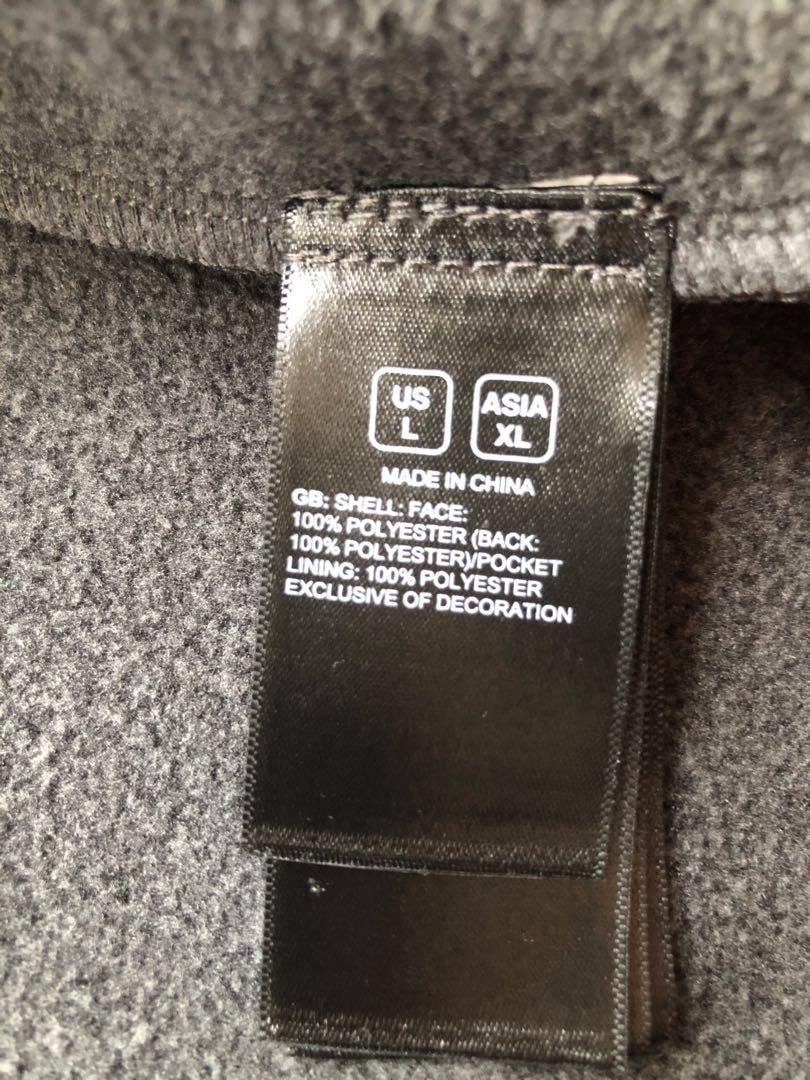 US
L
ASIA
XL
MADE IN CHINA
GB: SHELL: FACE:
100% POLYESTER (BACK:
100% POLYESTER)/POCKET
LINING: 100% POLYESTER
EXCLUSIVE OF DECORATION